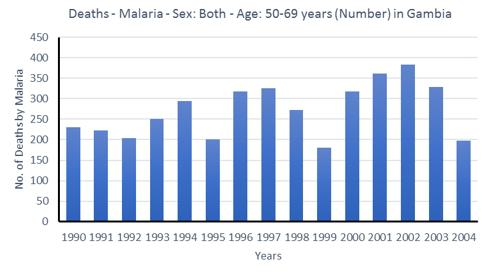 Deaths - Malaria - Sex: Both - Age: 50-69 years (Number) in Gambia
No. of Deaths by Malaria
450
400
350
300
250
200
150
100
50
0
1990 1991 1992 1993 1994 1995 1996 1997 1998 1999 2000 2001 2002 2003 2004
Years